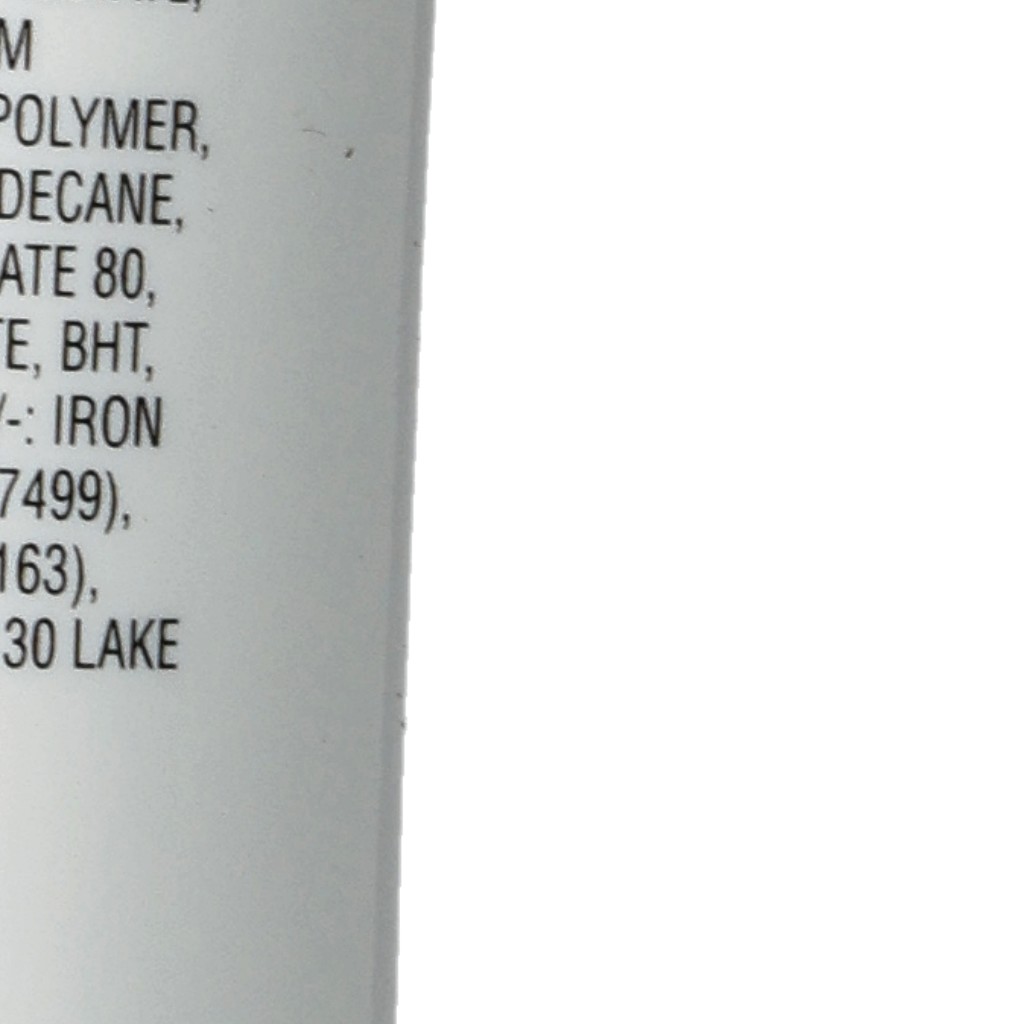 M
POLYMER,
DECANE,
ATE 80,
TE, BHT,
/-: IRON
7499),
163),
30 LAKE